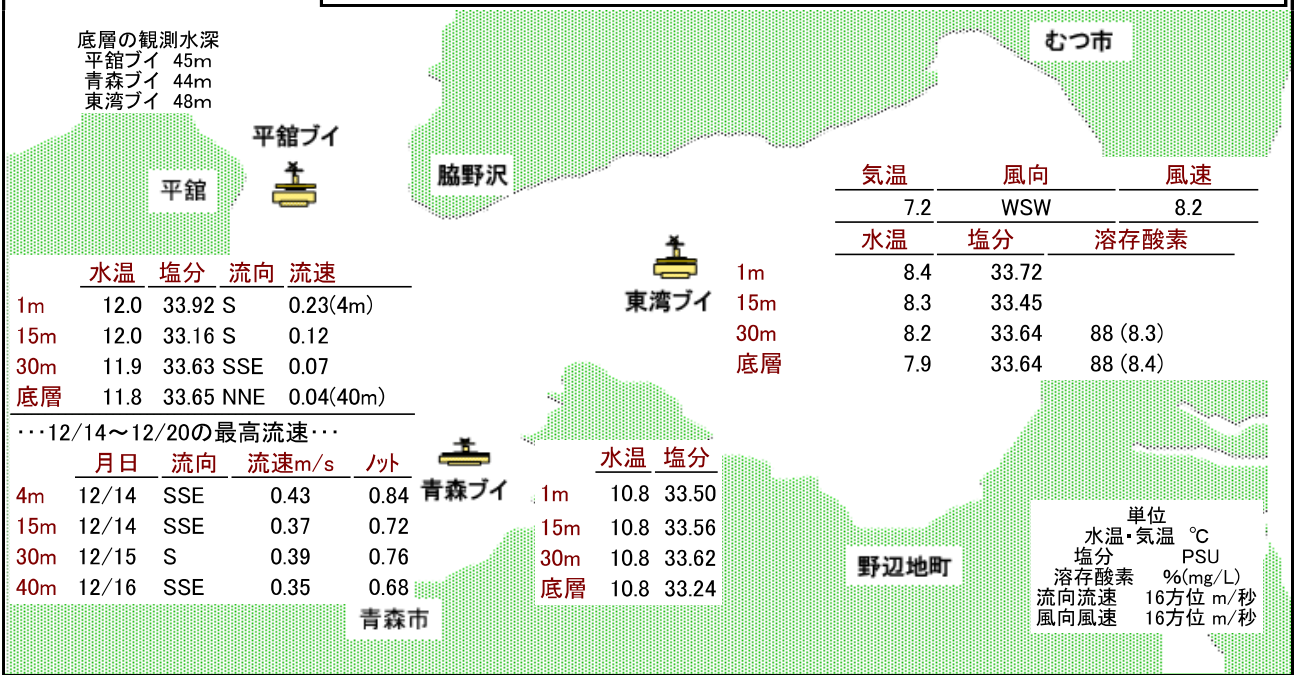 底層の観測水深
平舘ブイ 45m
青森ブイ 44m
東湾ブイ 48m
むつ市
平舘ブイ
平舘
脇野沢
気温 風向 風速
7.2 WSW 8.2
水温 塩分 溶存酸素
1m 8.4 33.72
15m 8.3 33.45
30m 8.2 33.64 88 (8.3)
底層 7.9 33.64 88 (8.4)
東湾ブイ
水温 塩分 流向 流速
1m 12.0 33.92 S 0.23(4m)
15m 12.0 33.16 S 0.12
30m 11.9 33.63 SSE 0.07
底層 11.8 33.65 NNE 0.04(40m)
･･･12/14～12/20の最高流速･･･
月日 流向 流速m/s ノット
4m 12/14 SSE 0.43 0.84
15m 12/14 SSE 0.37 0.72
30m 12/15 S 0.39 0.76
40m 12/16 SSE 0.35 0.68
青森ブイ
水温 塩分
1m 10.8 33.50
15m 10.8 33.56
30m 10.8 33.62
底層 10.8 33.24
青森市
野辺地町
単位
水温・気温 ℃
塩分 PSU
溶存酸素 %(mg/L)
流向流速 16方位 m/秒
風向風速 16方位 m/秒